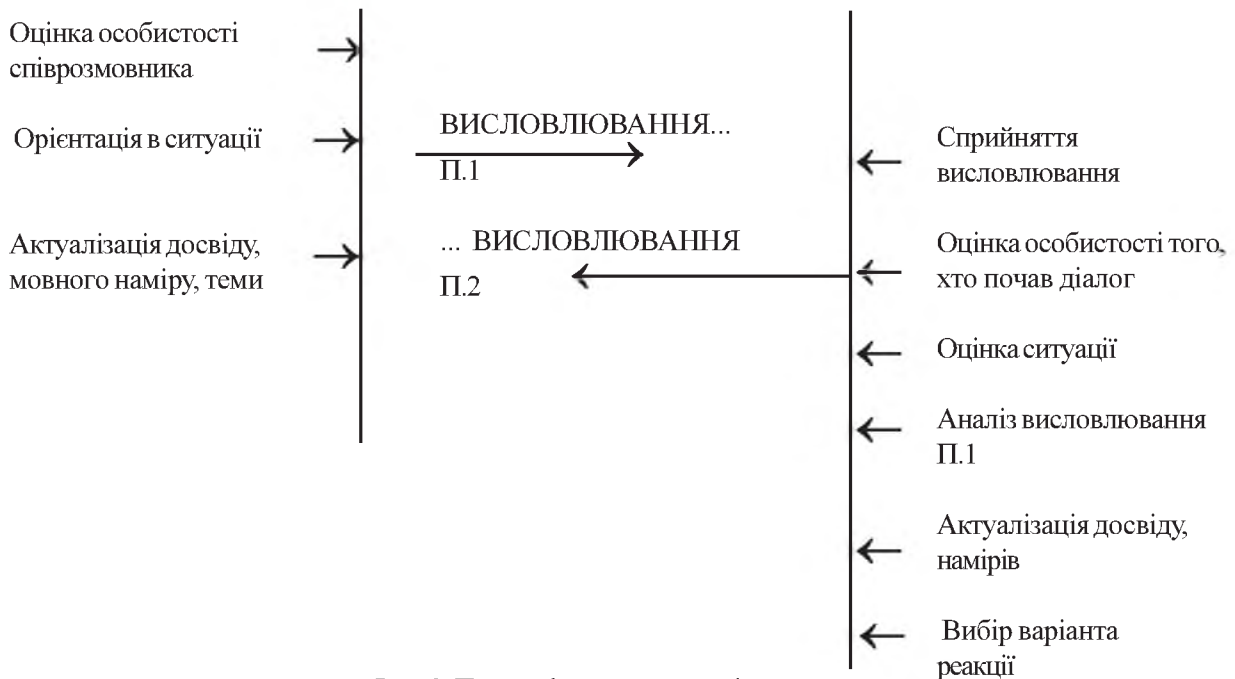 Оцінка особистості
співрозмовника
Орієнтація в ситуації
Актуалізація досвіду,
мовного наміру, теми
ВИСЛОВЛЮВАННЯ...
П.1
... ВИСЛОВЛЮВАННЯ
П.2
Сприйняття
висловлювання
Оцінка особистості того,
хто почав діалог
Оцінка ситуації
Аналіз висловлювання
П.1
Актуалізація досвіду,
намірів
Вибір варіанта
реакції